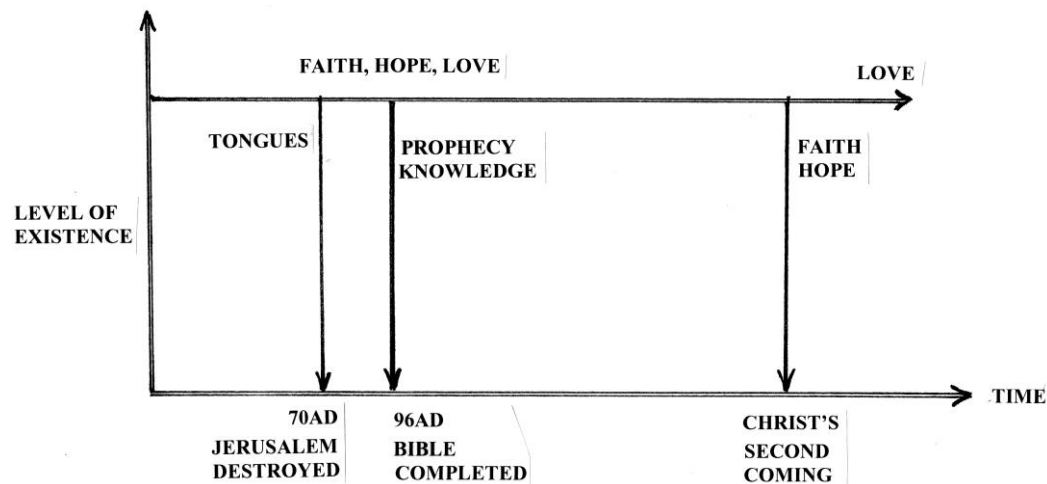 FAITH, HOPE, LOVE
LOVE
TONGUES
PROPHECY
KNOWLEDGE
FAITH
HOPE
LEVEL OF
EXISTENCE
TIME
70AD
JERUSALEM
DESTROYED
96AD
BIBLE
COMPLETED
CHRIST'S
SECOND
COMING